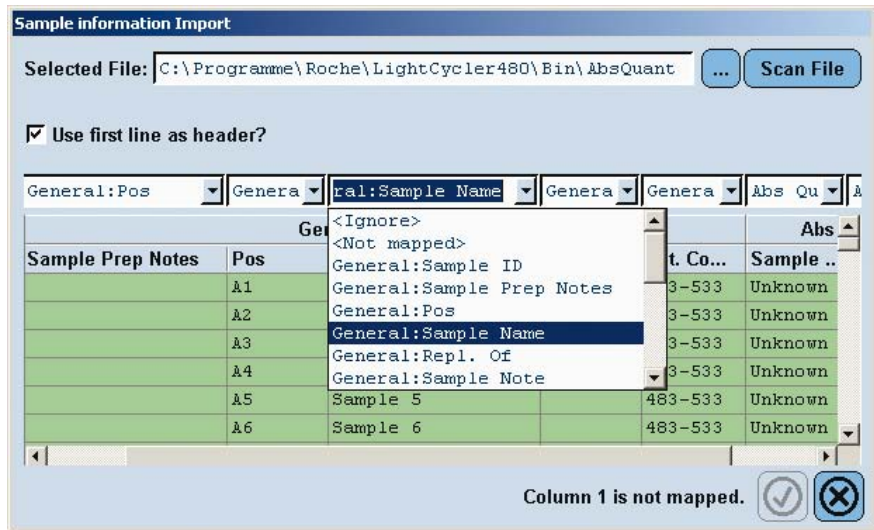 Sample information Import
Selected File: C:\Programme\Roche\LightCycler480\Bin\AbsQuant ... Scan File
Use first line as header?
General:Pos Genera ral:Sample Name Genera Genera Abs Qu A
Ger Abs
Sample Prep Notes Pos t. Co... Sample ..
A1 3-533 Unknown
A2 3-533 Unknown
A3 3-533 Unknown
A4 3-533 Unknown
A5 Sample 5 483-533 Unknown
A6 Sample 6 483-533 Unknown
<Ignore>
<Not mapped>
General:Sample ID
General:Sample Prep Notes
General:Pos
General:Sample Name
General:Repl. Of
General:Sample Note
Column 1 is not mapped.